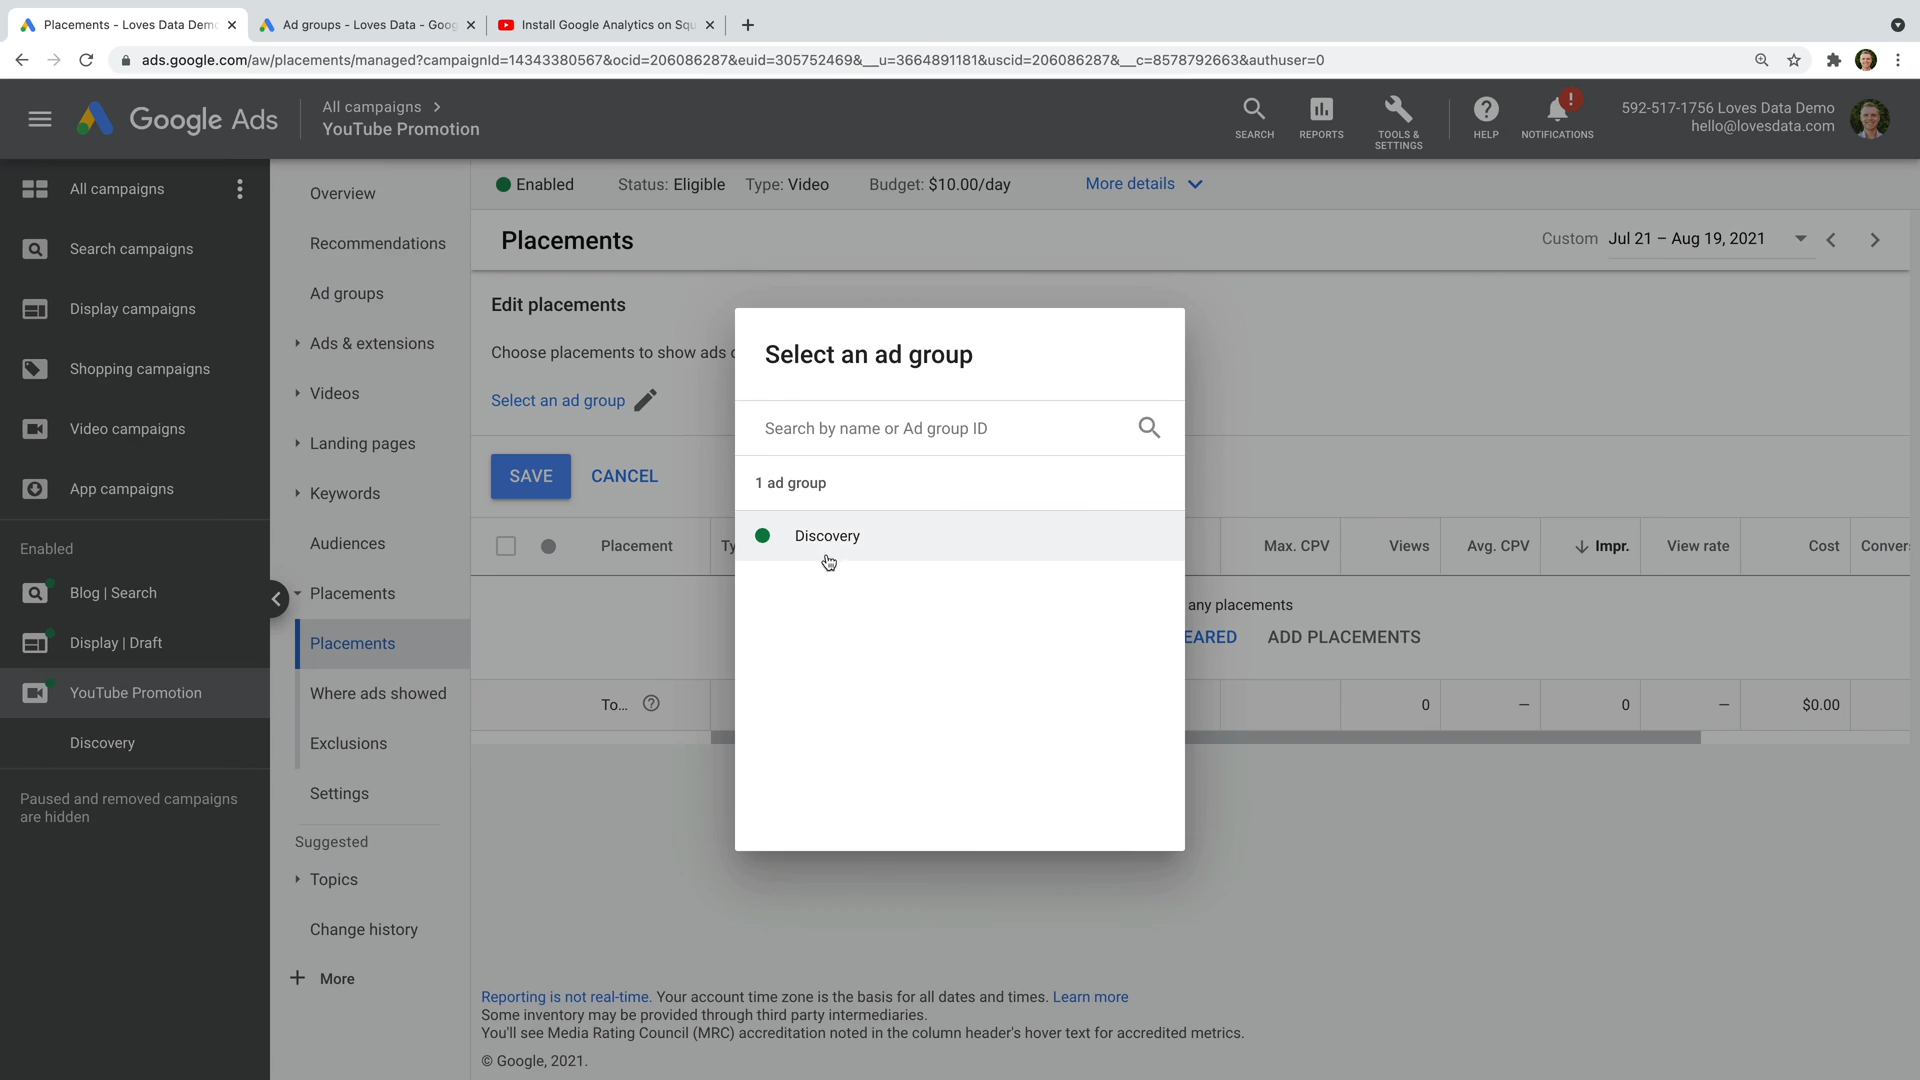 Placements - Loves Data Demo
Ad groups - Loves Data - Goog
Install Google Analytics on Squ
ads.google.com/aw/placements/managed?campaignId=14343380567&ocid=206086287&euid=305752469&__u=3664891181&uscid=206086287&__c=8578792663&authuser=0
Google Ads
All campaigns
YouTube Promotion
SEARCH
REPORTS
TOOLS &
SETTINGS
HELP
!
NOTIFICATIONS
592-517-1756 Loves Data Demo
hello@lovesdata.com
All campaigns
Search campaigns
Display campaigns
Shopping campaigns
Video campaigns
App campaigns
Enabled
Blog | Search
Display | Draft
YouTube Promotion
Discovery
Paused and removed campaigns
are hidden
Overview
Recommendations
Ad groups
Ads & extensions
Videos
Landing pages
Keywords
Audiences
Placements
Placements
Where ads showed
Exclusions
Settings
Suggested
Topics
Change history
More
Enabled Status: Eligible Type: Video Budget: $10.00/day More details
Placements
Custom Jul 21 – Aug 19, 2021
Edit placements
Choose placements to show ads
Select an ad group
SAVE CANCEL
Select an ad group
Search by name or Ad group ID
1 ad group
Discovery
Placement Ty Max. CPV Views Avg. CPV Impr. View rate Cost Conver
any placements
EARED ADD PLACEMENTS
To... 0 – 0 – $0.00
Reporting is not real-time. Your account time zone is the basis for all dates and times. Learn more
Some inventory may be provided through third party intermediaries.
You'll see Media Rating Council (MRC) accreditation noted in the column header's hover text for accredited metrics.
© Google, 2021.